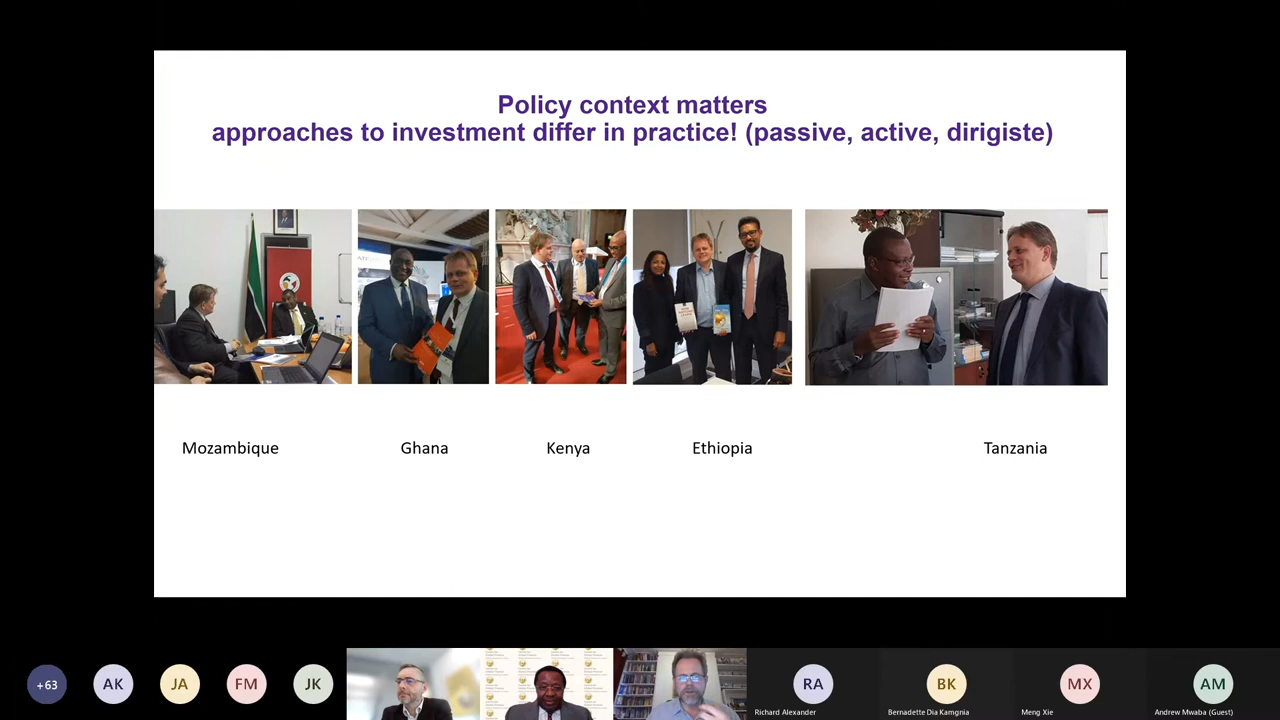 Policy context matters
approaches to investment differ in practice! (passive, active, dirigiste)
Mozambique
Ghana
Kenya
Ethiopia
Tanzania
+63
AK
JA
FM
JK
RA
Richard Alexander
BK
Bernadette Dia Kamgnia
MX
Meng Xie
AM
Andrew Mwaba (Guest)